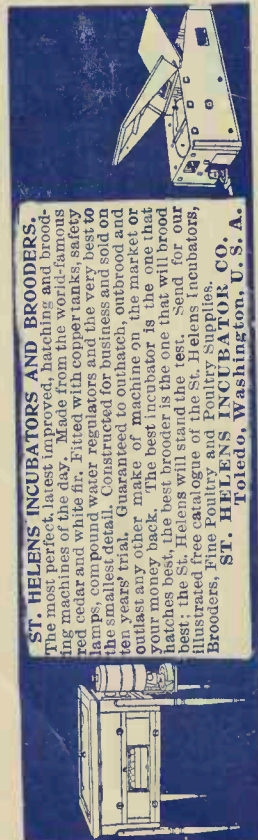 ST. HELENS INCUBATORS AND BROODERS.
The most perfect, latest improved, hatching and brood-
ing machines of the day. Made from the world-famous
red cedar and white fir. Fitted with copper tanks, safety
lamps, compound water regulators and the very best to
the smallest detail. Constructed for business and sold on
ten years' trial. Guaranteed to outhatch, outbrood and
outlast any other make of machine on the market or
your money back. The best incubator is the one that
hatches best, the best brooder is the one that will brood
best; the St. Helens will stand the test. Send for our
illustrated free catalogue of the St. Helens Incubators,
Brooders, Fine Poultry and Poultry Supplies.
ST. HELENS INCUBATOR CO.
Toledo, Washington, U. S. A.